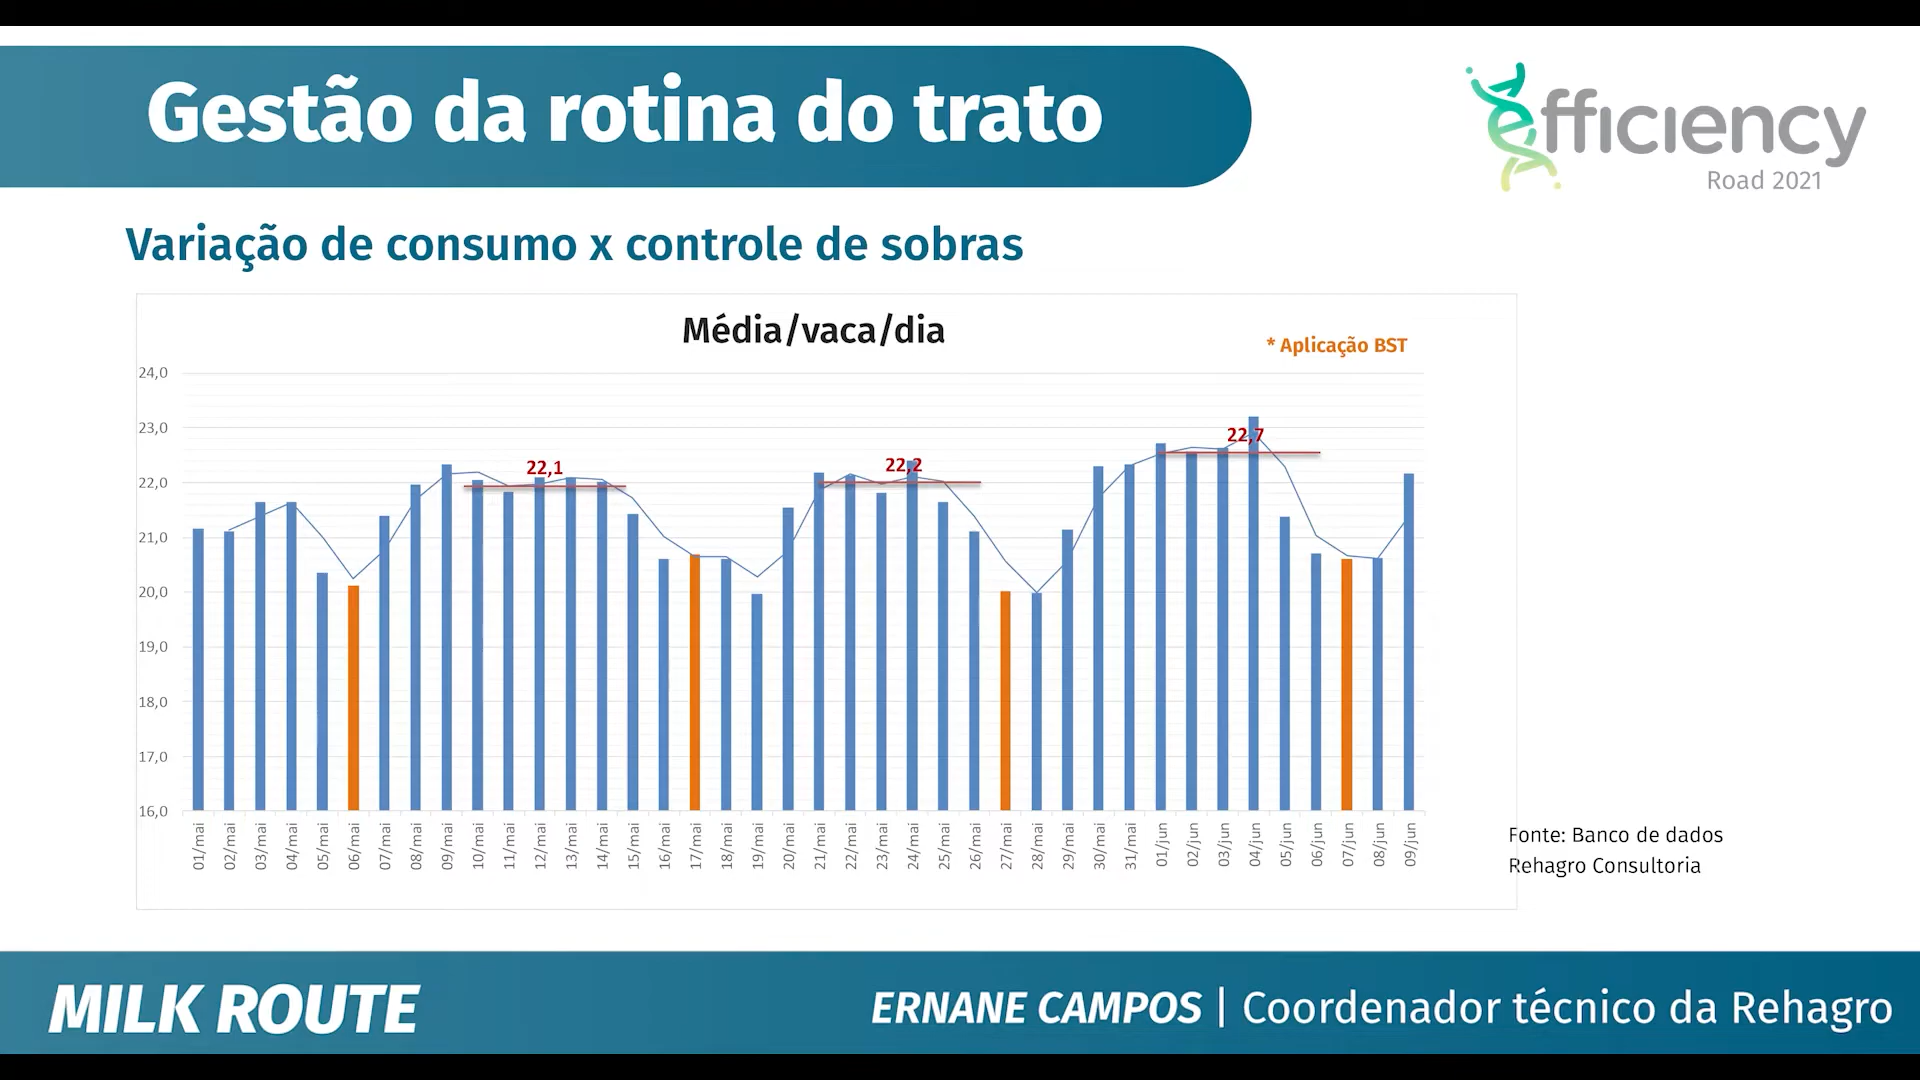 Gestão da rotina do trato
efficiency
Road 2021
Variação de consumo x controle de sobras
Média/vaca/dia
* Aplicação BST
24,0
23,0
22,0
21,0
20,0
19,0
18,0
17,0
16,0
22,1
22,2
22,7
01/mai
02/mai
03/mai
04/mai
05/mai
06/mai
07/mai
08/mai
09/mai
10/mai
11/mai
12/mai
13/mai
14/mai
15/mai
16/mai
17/mai
18/mai
19/mai
20/mai
21/mai
22/mai
23/mai
24/mai
25/mai
26/mai
27/mai
28/mai
29/mai
30/mai
31/mai
01/jun
02/jun
03/jun
04/jun
05/jun
06/jun
07/jun
08/jun
09/jun
Fonte: Banco de dados
Rehagro Consultoria
MILK ROUTE
ERNANE CAMPOS | Coordenador técnico da Rehagro